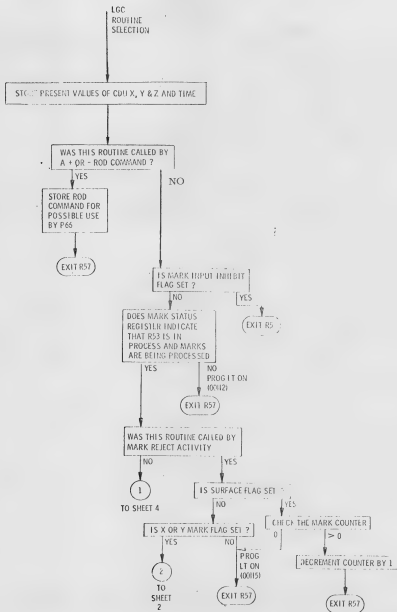 LGC
ROUTINE
SELECTION
PRESENT VALUES OF CDU X, Y & Z AND TIME
WAS THIS ROUTINE CALLED BY
A + OR - ROD COMMAND ?
YES
NO
STORE ROD
COMMAND FOR
POSSIBLE USE
BY P66
EXIT R57
IS MARK INPUT INHIBIT
FLAG SET ?
NO
YES
EXIT
DOES MARK STATUS
REGISTER INDICATE
THAT R53 IS IN
PROCESS AND MARKS
ARE BEING PROCESSED
YES
NO
PROG LT ON
(00112)
EXIT R57
WAS THIS ROUTINE CALLED BY
MARK REJECT ACTIVITY
NO
YES
1
TO SHEET 4
IS SURFACE FLAG SET
NO
YES
IS X OR Y MARK FLAG SET ?
CHECK THE MARK COUNTER
YES
NO
0
> 0
2
TO
SHEET
2
PROG
LT ON
(00115)
EXIT R57
DECREMENT COUNTER BY 1
EXIT R57